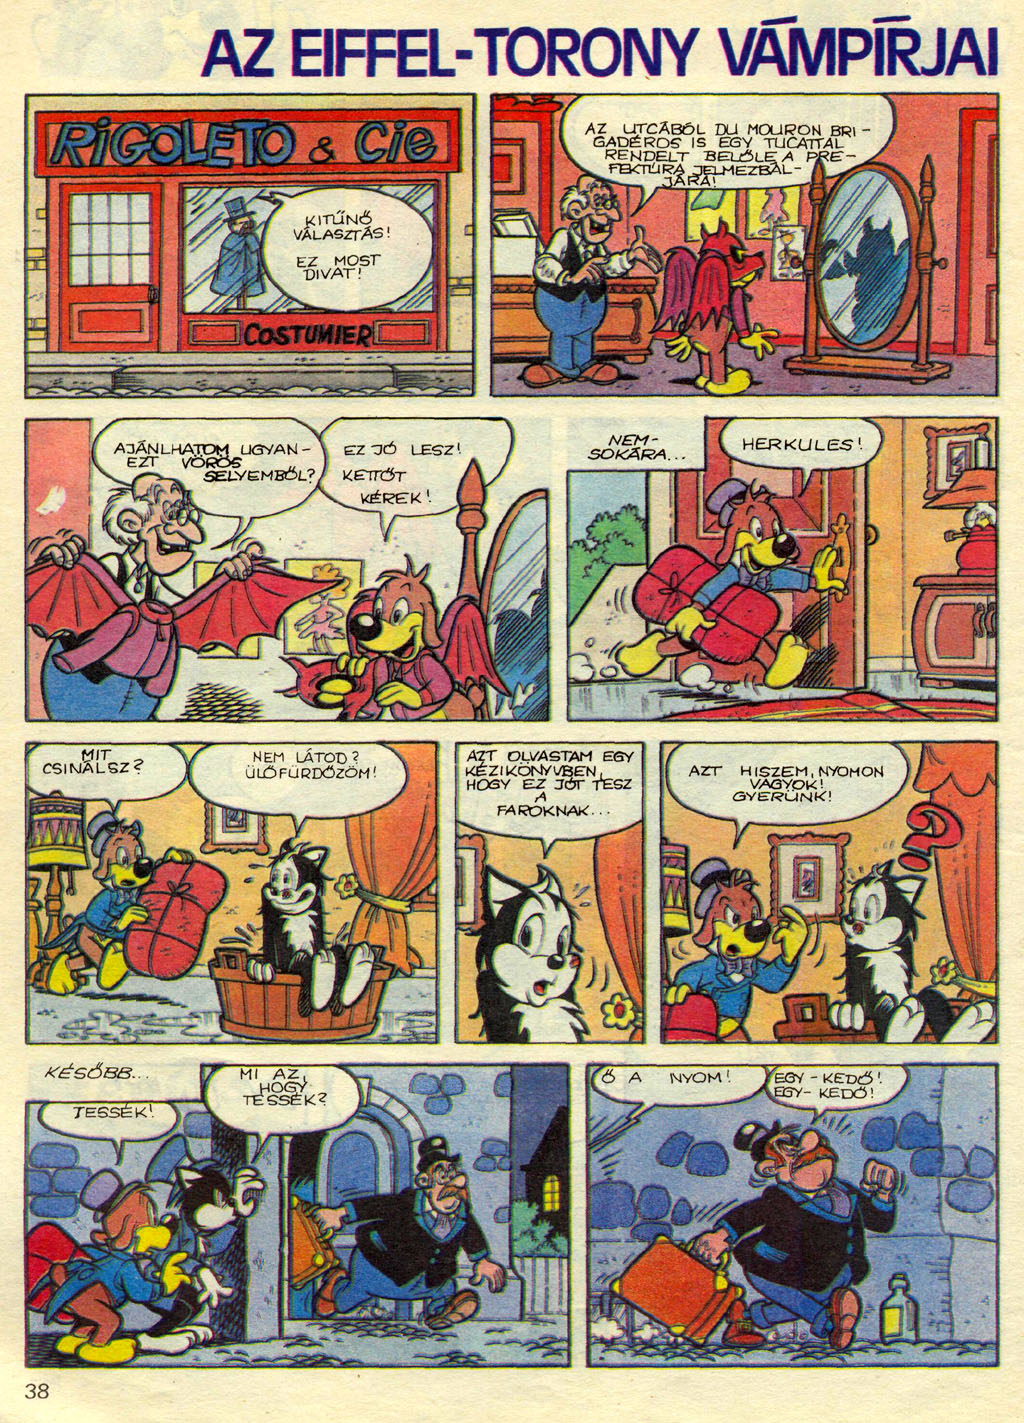 AZ EIFFEL-TORONY VÁMPÍRJAI
RiGOLETO & Cie
KITŰNŐ
VÁLASZTÁS!
EZ MOST
DIVAT!
COSTUMIER
AZ UTCÁBÓL DU MOURON BRI-
GADÉROS IS EGY TUCATTAL
RENDELT BELŐLE A PRE-
FEKTÚRA JELMEZBÁL-
JÁRA!
AJÁNLHATOM UGYAN-
EZT VÖRÖS
SELYEMBŐL?
EZ JÓ LESZ!
KETTŐT
KÉREK!
NEM-
SOKÁRA...
HERKULES!
MIT
CSINÁLSZ?
NEM LÁTOD?
ÜLŐFÜRDŐZÖM!
AZT OLVASTAM EGY
KÉZIKÖNYVBEN,
HOGY EZ JÓT TESZ
A
FAROKNAK...
AZT HISZEM, NYOMON
VAGYOK!
GYERÜNK!
?
KÉSŐBB...
TESSÉK!
MI AZ,
HOGY
TESSÉK?
Ő A NYOM!
EGY-KEDŐ!
EGY-KEDŐ!
38